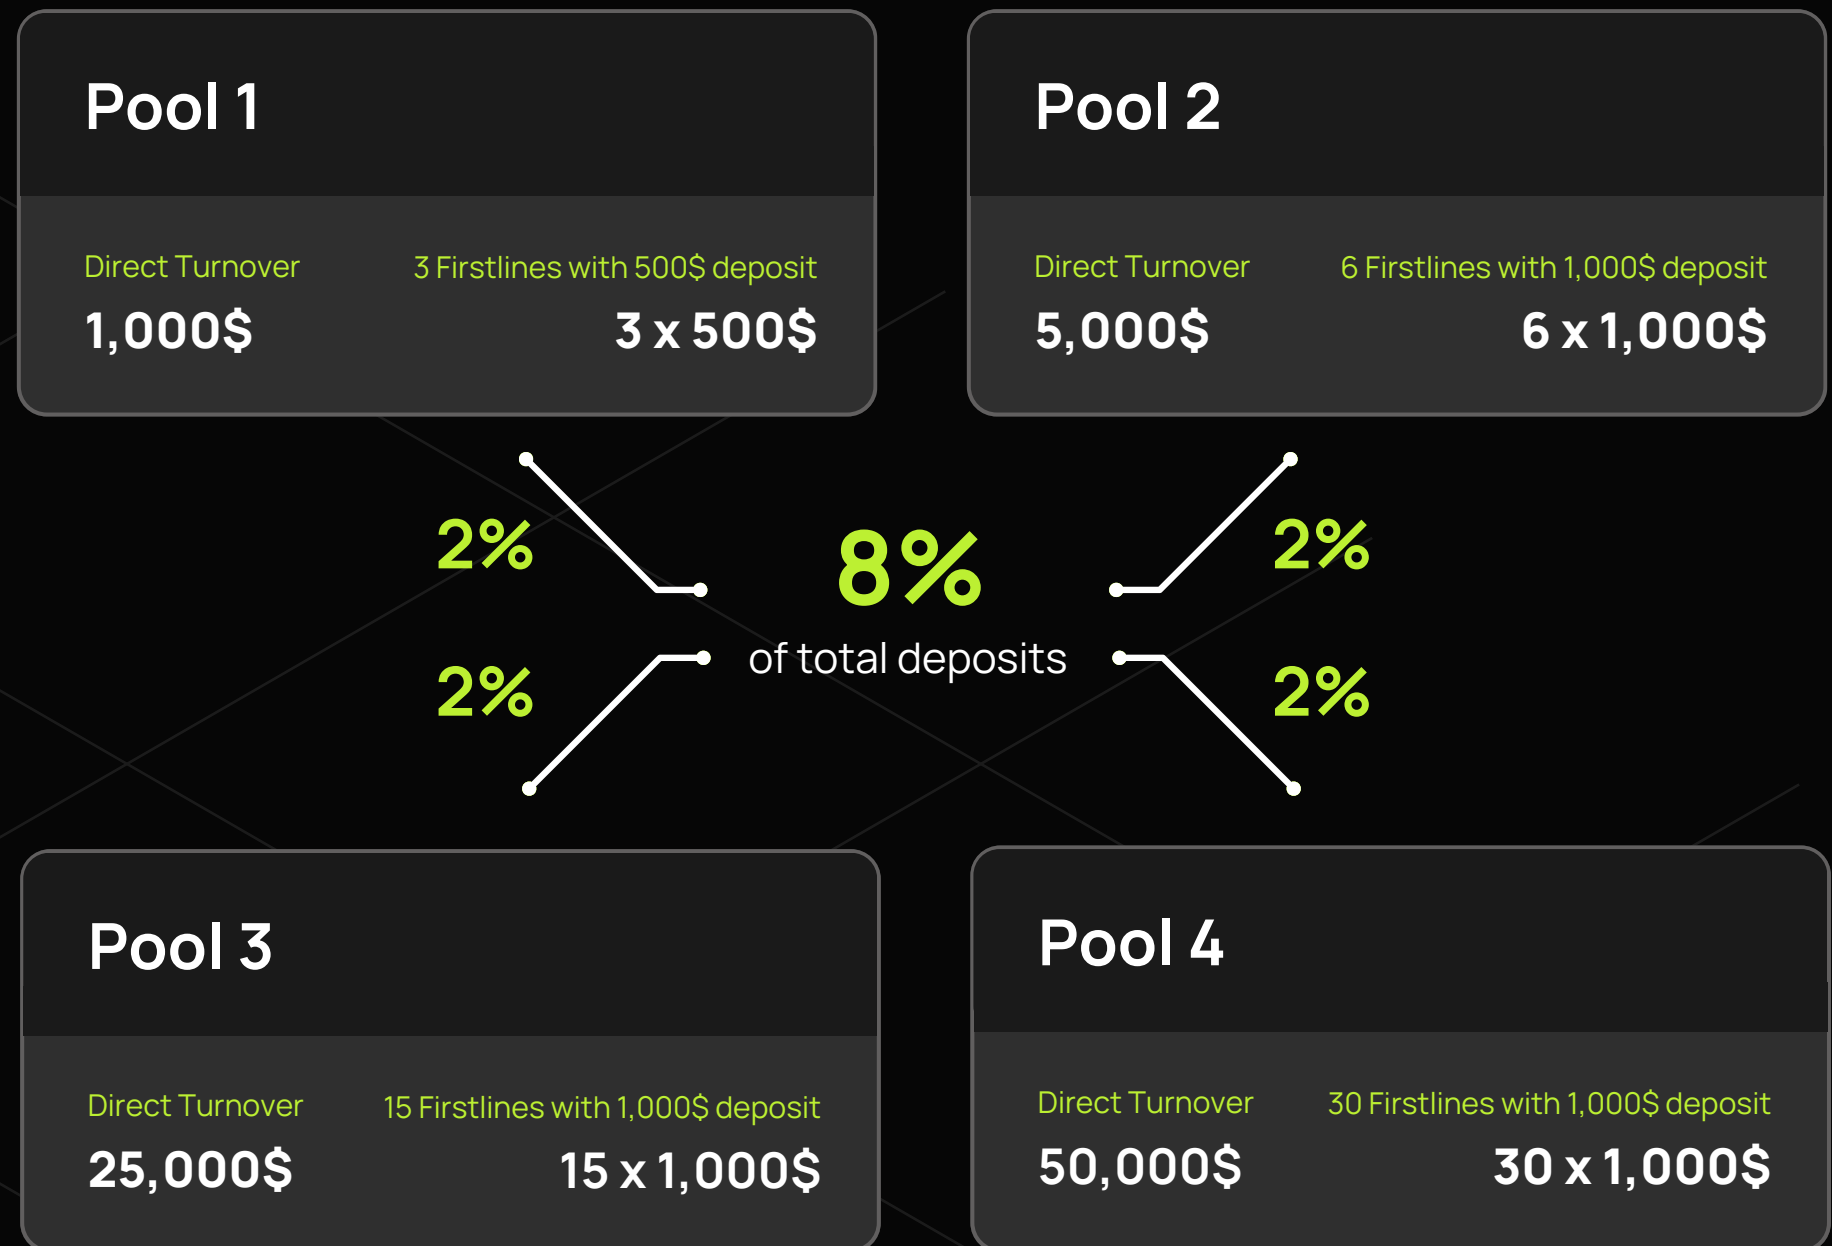 Pool 1
Direct Turnover
1,000$
3 Firstlines with 500$ deposit
3 x 500$
Pool 2
Direct Turnover
5,000$
6 Firstlines with 1,000$ deposit
6 x 1,000$
2%
2%
8%
of total deposits
2%
2%
Pool 3
Direct Turnover
25,000$
15 Firstlines with 1,000$ deposit
15 x 1,000$
Pool 4
Direct Turnover
50,000$
30 Firstlines with 1,000$ deposit
30 x 1,000$